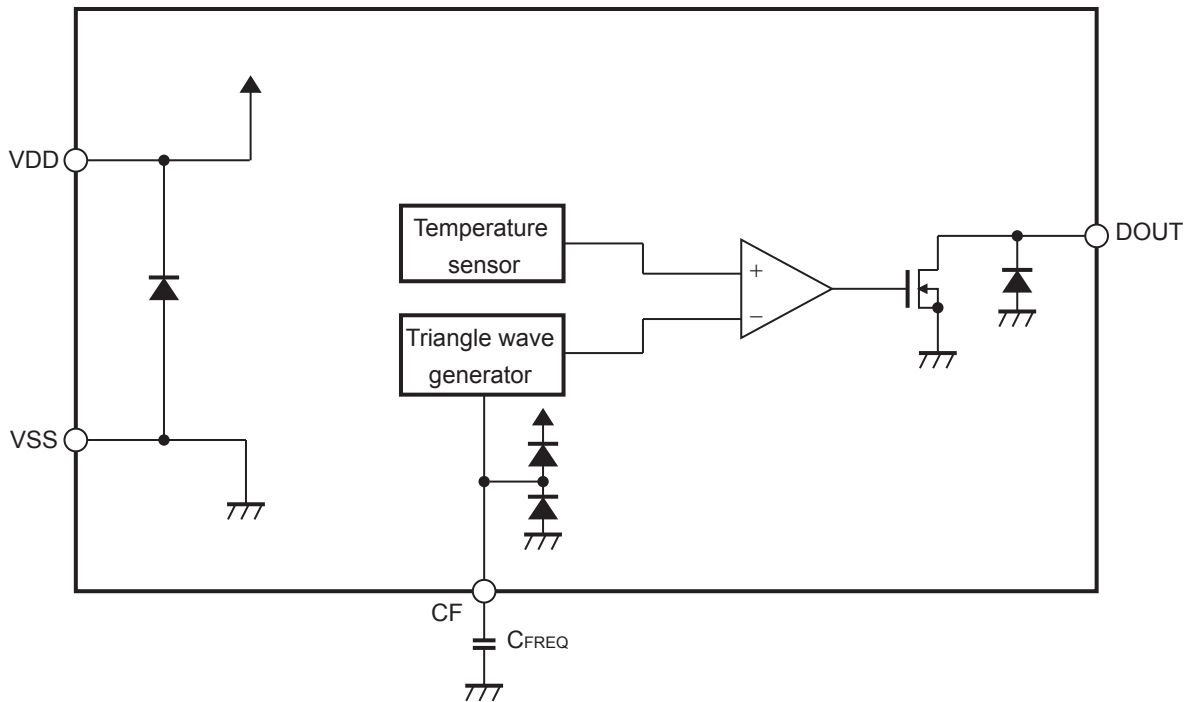 VDD
Temperature
sensor
+
−
DOUT
Triangle wave
generator
VSS
CF
CFREQ